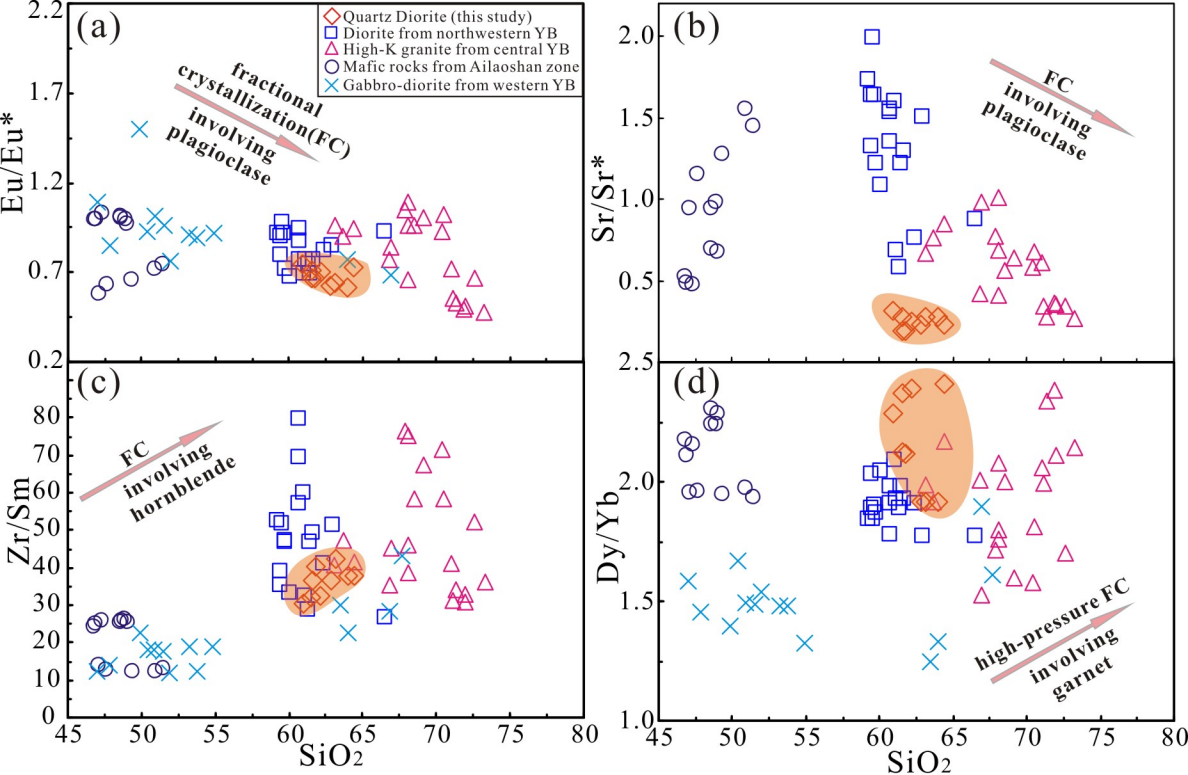 (a)
Quartz Diorite (this study)
Diorite from northwestern YB
High-K granite from central YB
Mafic rocks from Ailaoshan zone
Gabbro-diorite from western YB
fractional
crystallization(FC)
involving
plagioclase
Eu/Eu*
2.2
1.7
1.2
0.7
0.2
(b)
FC
involving
plagioclase
Sr/Sr*
2.0
1.5
1.0
0.5
(c)
FC
involving
hornblende
Zr/Sm
80
70
60
50
40
30
20
10
0
45
50
55
60
65
70
75
80
SiO2
(d)
high-pressure FC
involving
garnet
Dy/Yb
2.5
2.0
1.5
1.0
45
50
55
60
65
70
75
80
SiO2